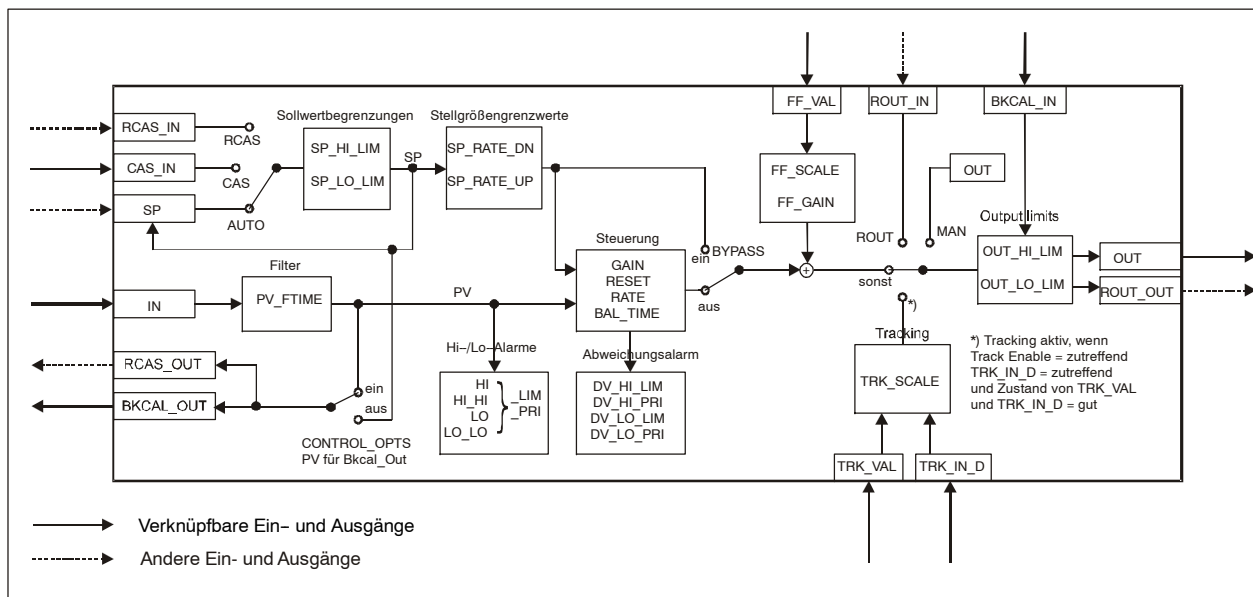 FF_VAL
ROUT_IN
BKCAL_IN
RCAS_IN
RCAS
CAS_IN
CAS
SP
AUTO
Sollwertbegrenzungen
SP_HI_LIM
SP_LO_LIM
SP
Stellgrößengrenzwerte
SP_RATE_DN
SP_RATE_UP
FF_SCALE
FF_GAIN
OUT
ROUT
MAN
sonst
*)
Output limits
OUT_HI_LIM
OUT_LO_LIM
OUT
ROUT_OUT
Steuerung
GAIN
RESET
RATE
BAL_TIME
BYPASS
ein
aus
+
Filter
IN
PV_FTIME
PV
RCAS_OUT
BKCAL_OUT
ein
aus
CONTROL_OPTS
PV für Bkcal_Out
Hi–/Lo–Alarme
HI
HI_HI
LO
LO_LO
}
_LIM
_PRI
Abweichungsalarm
DV_HI_LIM
DV_HI_PRI
DV_LO_LIM
DV_LO_PRI
Tracking
TRK_SCALE
*) Tracking aktiv, wenn
Track Enable = zutreffend
TRK_IN_D = zutreffend
und Zustand von TRK_VAL
und TRK_IN_D = gut
TRK_VAL
TRK_IN_D
Verknüpfbare Ein– und Ausgänge
Andere Ein- und Ausgänge